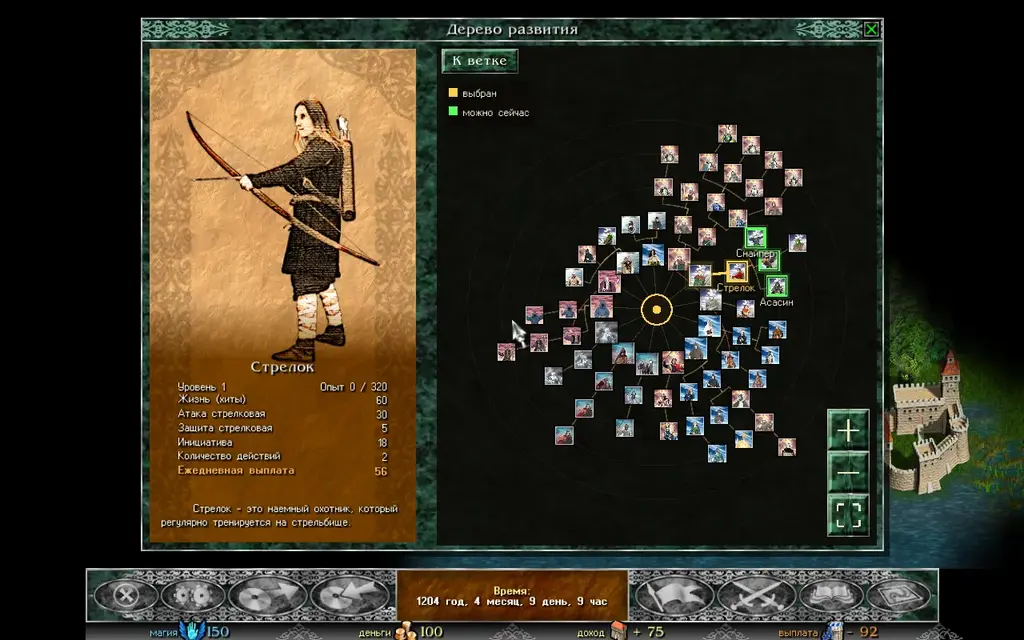 Дерево развития
К ветке
выбран
можно сейчас
Снайпер
Стрелок
Асасин
Стрелок
Уровень 1 Опыт 0 / 320
Жизнь (хиты) 60
Атака стрелковая 30
Защита стрелковая 5
Инициатива 18
Количество действий 2
Ежедневная выплата 56
Стрелок - это наемный охотник, который
регулярно тренируется на стрельбище.
Время:
1204 год, 4 месяц, 9 день, 9 час
магия 150 деньги 100 доход + 75 выплата - 92